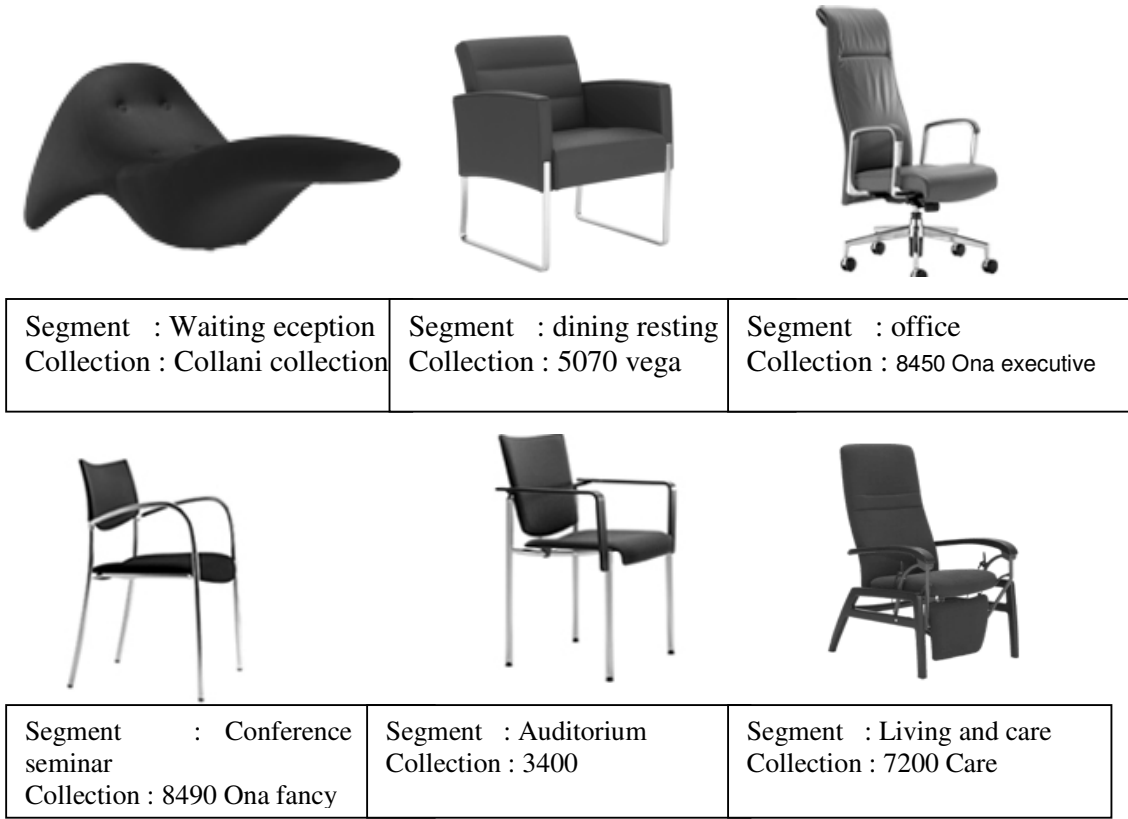 Segment : Waiting eception
Collection : Collani collection
Segment : dining resting
Collection : 5070 vega
Segment : office
Collection : 8450 Ona executive
Segment : Conference
seminar
Collection : 8490 Ona fancy
Segment : Auditorium
Collection : 3400
Segment : Living and care
Collection : 7200 Care